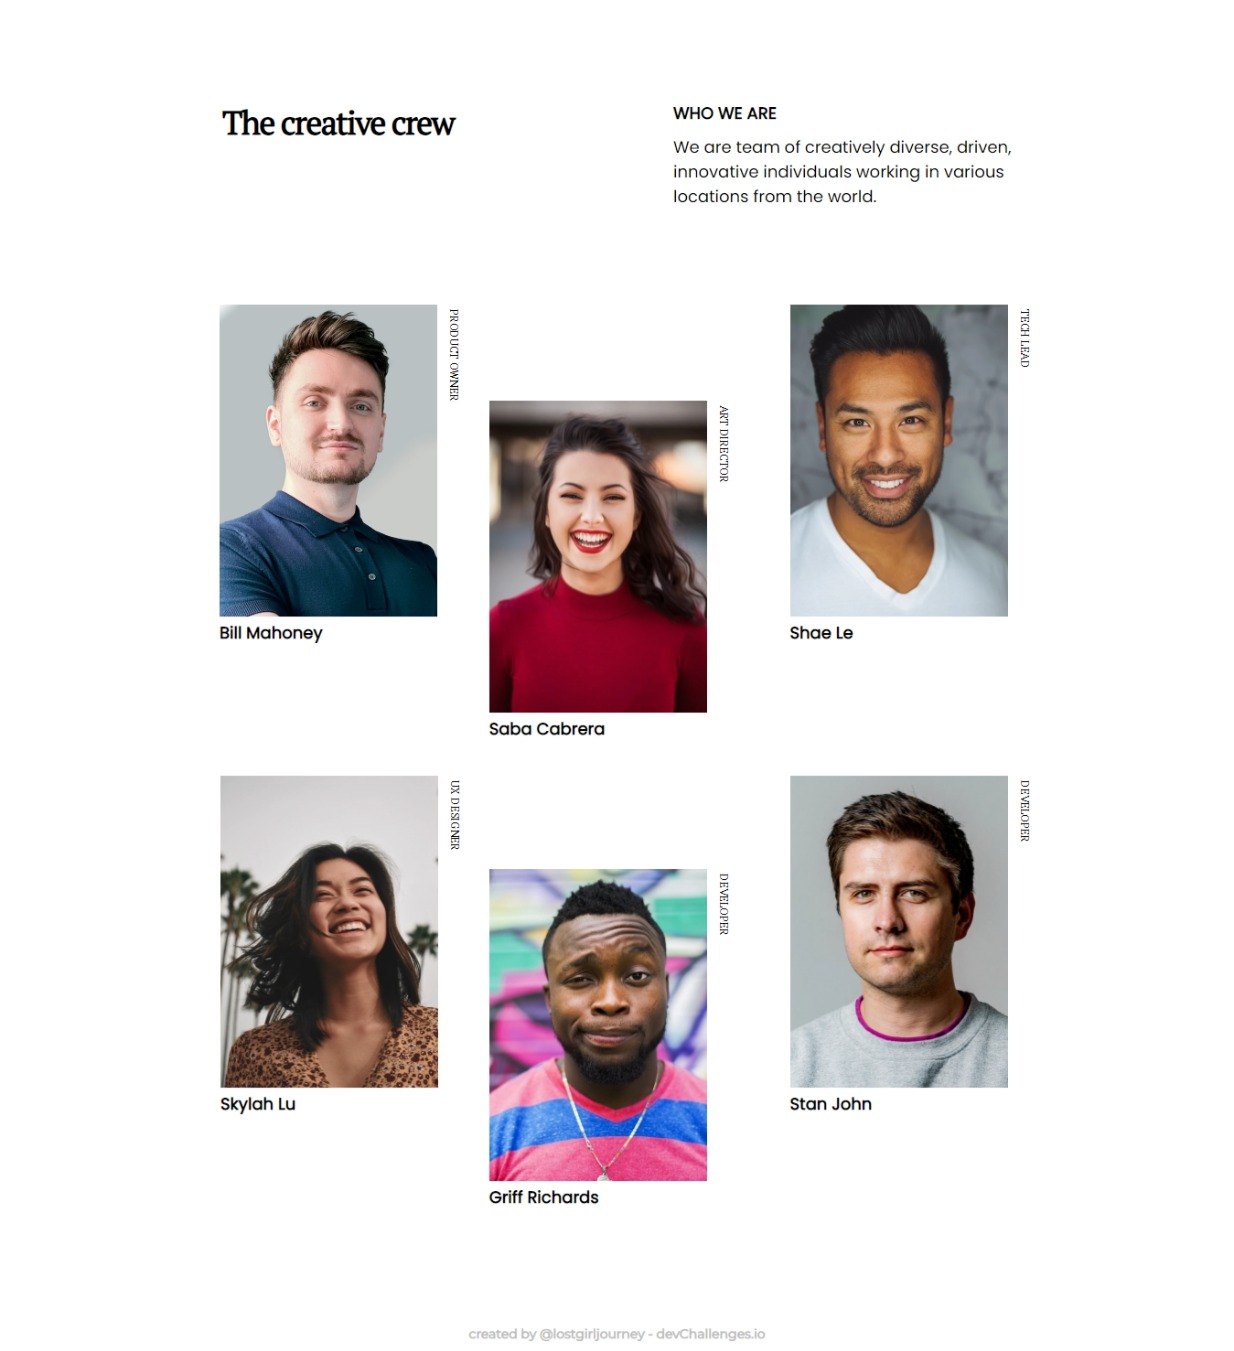 The creative crew
WHO WE ARE
We are team of creatively diverse, driven,
innovative individuals working in various
locations from the world.
PRODUCT OWNER
Bill Mahoney
ART DIRECTOR
Saba Cabrera
TECH LEAD
Shae Le
UX DESIGNER
Skylah Lu
DEVELOPER
Griff Richards
DEVELOPER
Stan John
created by @lostgirljourney - devChallenges.io